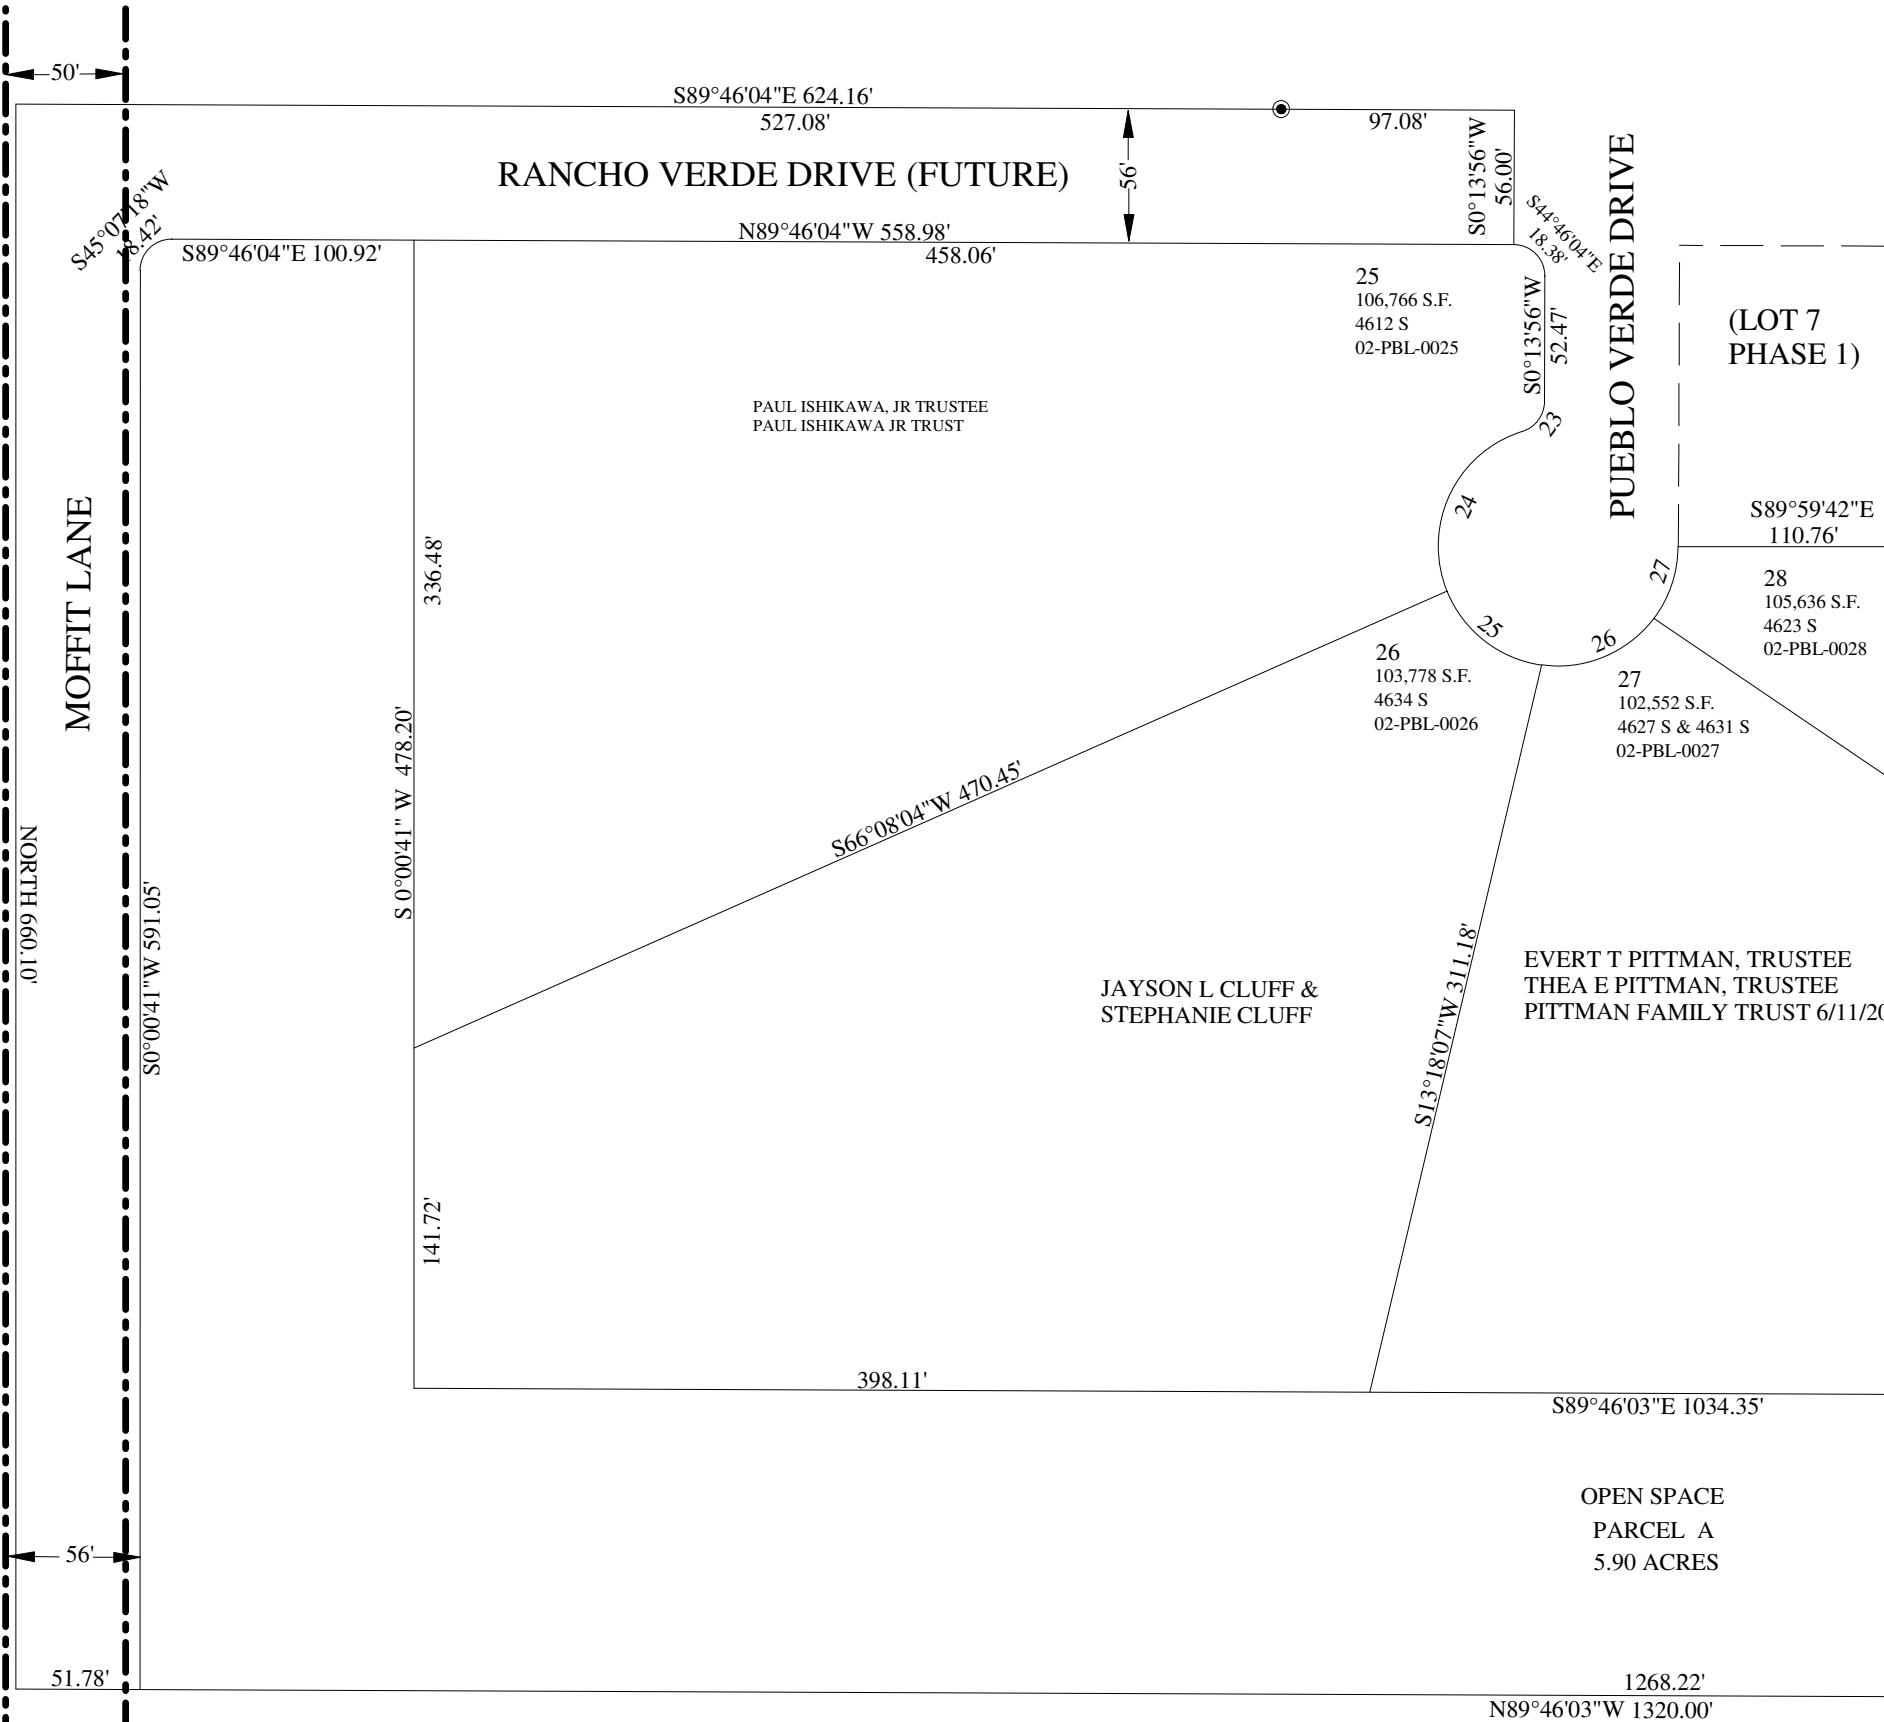 50'
S89°46'04"E 624.16'
527.08'
97.08'
RANCHO VERDE DRIVE (FUTURE)
56'
S0°13'56"W
56.00'
S45°07'18"W
18.42'
S89°46'04"E 100.92'
N89°46'04"W 558.98'
458.06'
S44°46'04"E
18.38'
PUEBLO VERDE DRIVE
25
106,766 S.F.
4612 S
02-PBL-0025
S0°13'56"W
52.47'
(LOT 7
PHASE 1)
PAUL ISHIKAWA, JR TRUSTEE
PAUL ISHIKAWA JR TRUST
23
24
MOFFIT LANE
336.48'
S89°59'42"E
110.76'
27
28
105,636 S.F.
4623 S
02-PBL-0028
25
26
26
103,778 S.F.
4634 S
02-PBL-0026
27
102,552 S.F.
4627 S & 4631 S
02-PBL-0027
S 0°00'41" W 478.20'
S66°08'04"W 470.45'
NORTH 660.10'
S0°00'41"W 591.05'
S13°18'07"W 311.18'
JAYSON L CLUFF &
STEPHANIE CLUFF
EVERT T PITTMAN, TRUSTEE
THEA E PITTMAN, TRUSTEE
PITTMAN FAMILY TRUST 6/11/20
141.72'
398.11'
S89°46'03"E 1034.35'
OPEN SPACE
PARCEL A
5.90 ACRES
56'
51.78'
1268.22'
N89°46'03"W 1320.00'